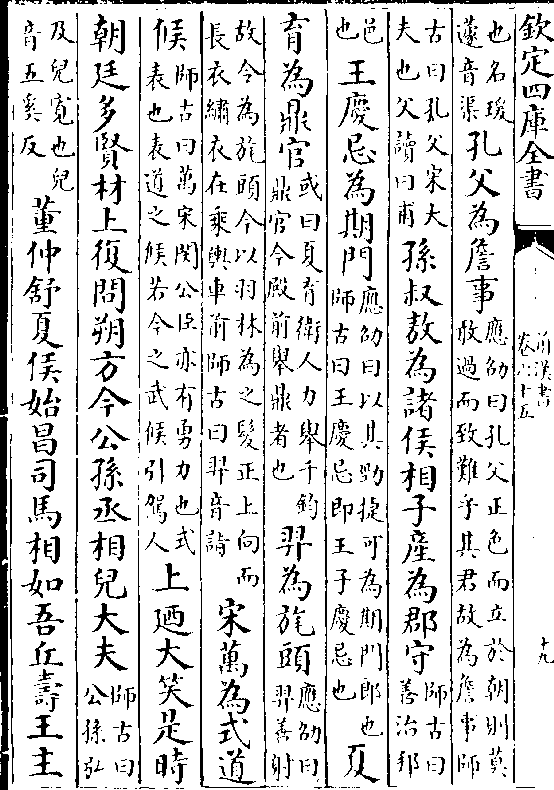 欽定四庫全書
前漢書
卷六十五
十九
也名瑗蘧音渠孔父為詹事應劭曰孔父正色而立於朝則莫敢過而致難乎其君故為詹事師
古曰孔父宋大夫也父讀曰甫孫叔敖為諸侯相子產為郡守師古曰善治邦
邑也王慶忌為期門應劭曰以其勁捷可為期門郎也師古曰王慶忌即王子慶忌也夏
育為鼎官或曰夏育衛人力舉千鈞鼎官今殿前舉鼎者也羿為旄頭應劭曰羿善射
故令為旄頭今以羽林為之髮正上向而長衣繡衣在乘輿車前師古曰羿音詣宋萬為式道
候師古曰萬宋閔公臣亦有勇力也式表也表道之候若今之武候引駕人上廼大笑是時
朝廷多賢材上復問朔方今公孫丞相兒大夫師古曰公孫弘
及兒寬也兒音五奚反董仲舒夏侯始昌司馬相如吾丘壽王主